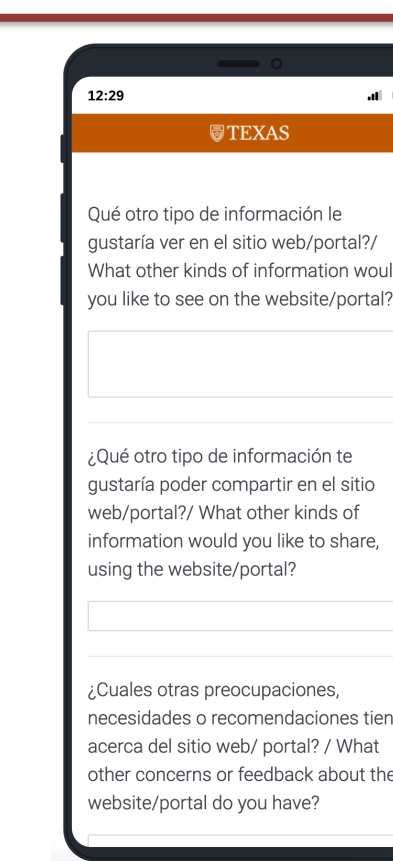 12:29
TEXAS
Qué otro tipo de información le
gustaría ver en el sitio web/portal?/
What other kinds of information woul
you like to see on the website/portal?
¿Qué otro tipo de información te
gustaría poder compartir en el sitio
web/portal?/ What other kinds of
information would you like to share,
using the website/portal?
¿Cuales otras preocupaciones,
necesidades o recomendaciones tien
acerca del sitio web/ portal? / What
other concerns or feedback about the
website/portal do you have?